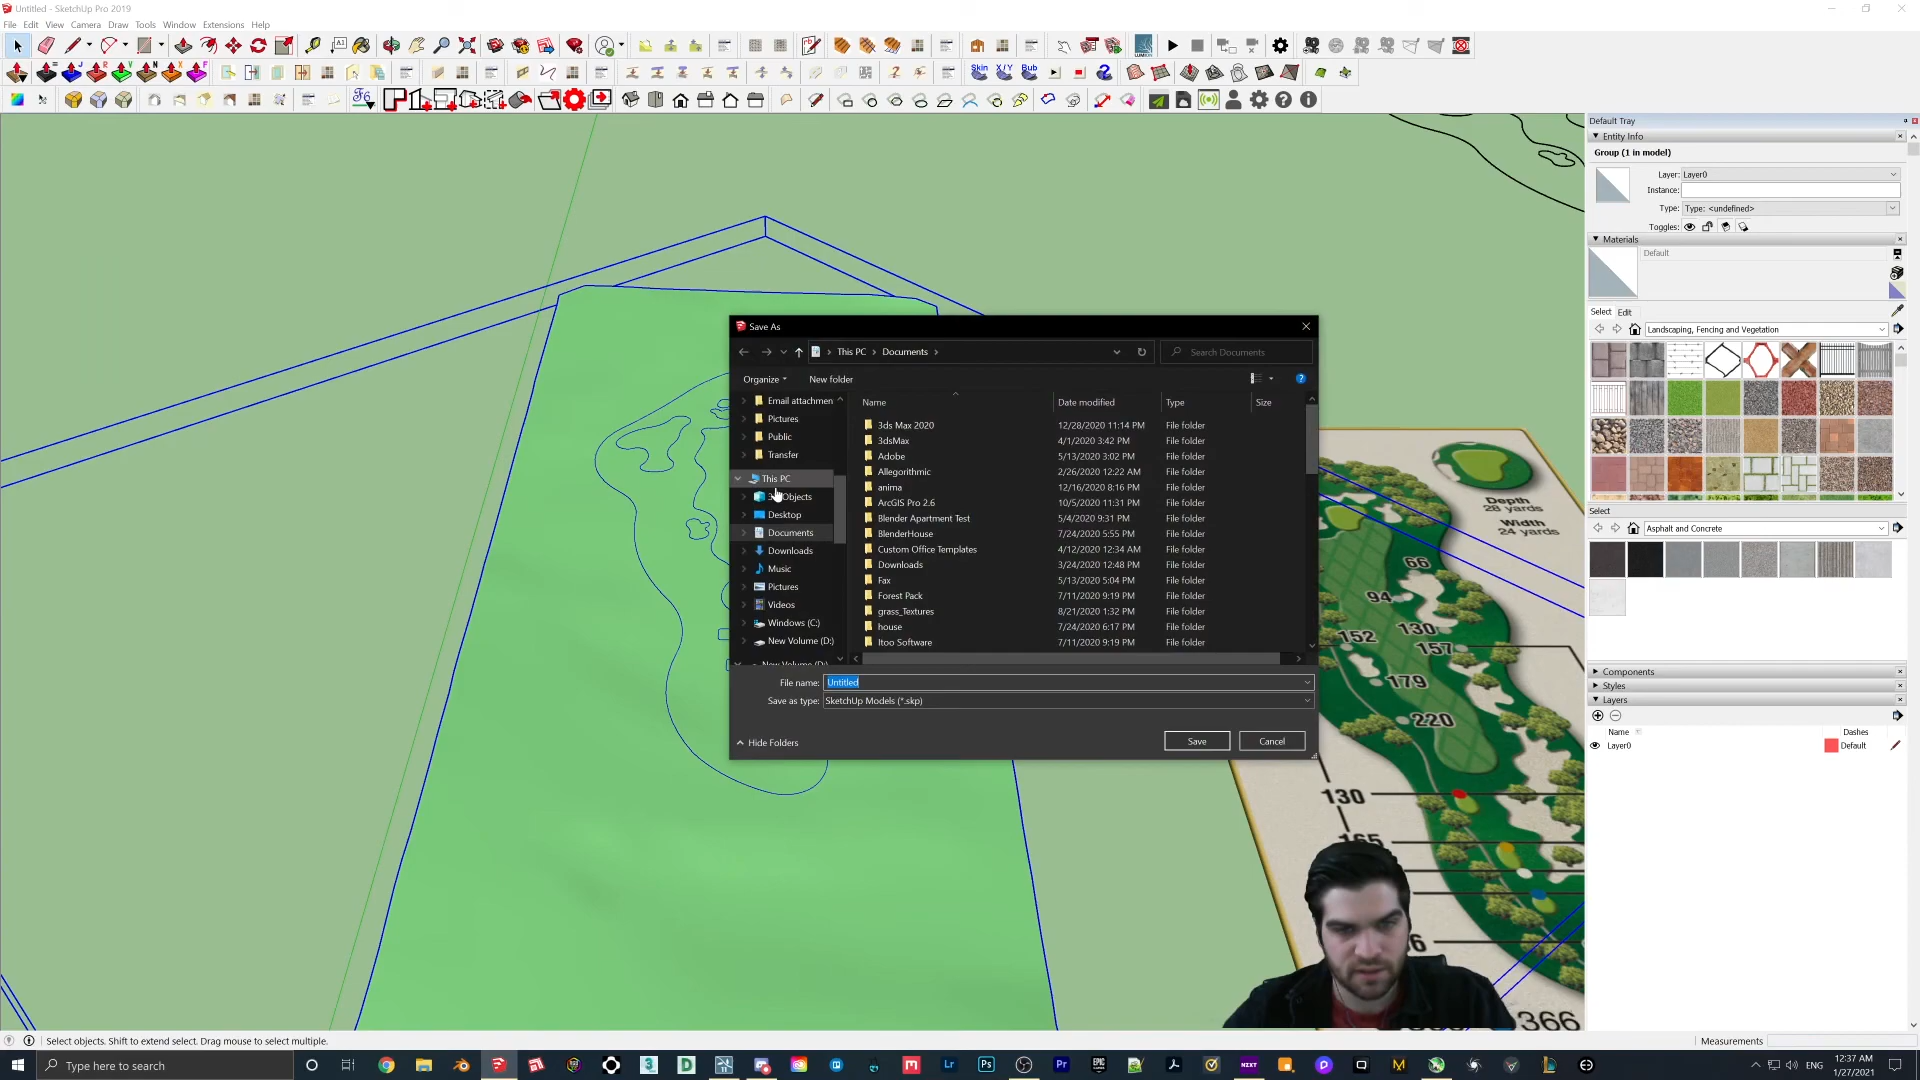 Untitled - SketchUp Pro 2019
File Edit View Camera Draw Tools Window Extensions Help
Skin X/Y Bub
Default Tray
Entity Info
Group (1 in model)
Layer: Layer0
Instance:
Type: Type: <undefined>
Toggles:
Materials
Default
Select Edit
Landscaping, Fencing and Vegetation
Select
Asphalt and Concrete
Components
Styles
Layers
Name Dashes
Layer0 Default
Save As
This PC Documents
Search Documents
Organize New folder
Email attachmen
Pictures
Public
Transfer
This PC
Objects
Desktop
Documents
Downloads
Music
Pictures
Videos
Windows (C:)
New Volume (D:)
New Volume (D:)
Name Date modified Type Size
3ds Max 2020 12/28/2020 11:14 PM File folder
3dsMax 4/1/2020 3:42 PM File folder
Adobe 5/13/2020 3:02 PM File folder
Allegorithmic 2/26/2020 12:22 AM File folder
anima 12/16/2020 8:16 PM File folder
ArcGIS Pro 2.6 10/5/2020 11:31 PM File folder
Blender Apartment Test 5/4/2020 9:31 PM File folder
BlenderHouse 7/24/2020 5:55 PM File folder
Custom Office Templates 4/12/2020 12:34 AM File folder
Downloads 3/24/2020 12:48 PM File folder
Fax 5/13/2020 5:04 PM File folder
Forest Pack 7/11/2020 9:19 PM File folder
grass_Textures 8/21/2020 1:32 PM File folder
house 7/24/2020 6:17 PM File folder
Itoo Software 7/11/2020 9:19 PM File folder
File name: Untitled
Save as type: SketchUp Models (*.skp)
Hide Folders
Save Cancel
Depth
28 yards
Width
24 yards
66
94
130
152
157
179
220
130
165
6
366
Select objects. Shift to extend select. Drag mouse to select multiple.
Measurements
Type here to search
Lr
Ps
Pr
EPIC
NZXT
ENG
12:37 AM
1/27/2021